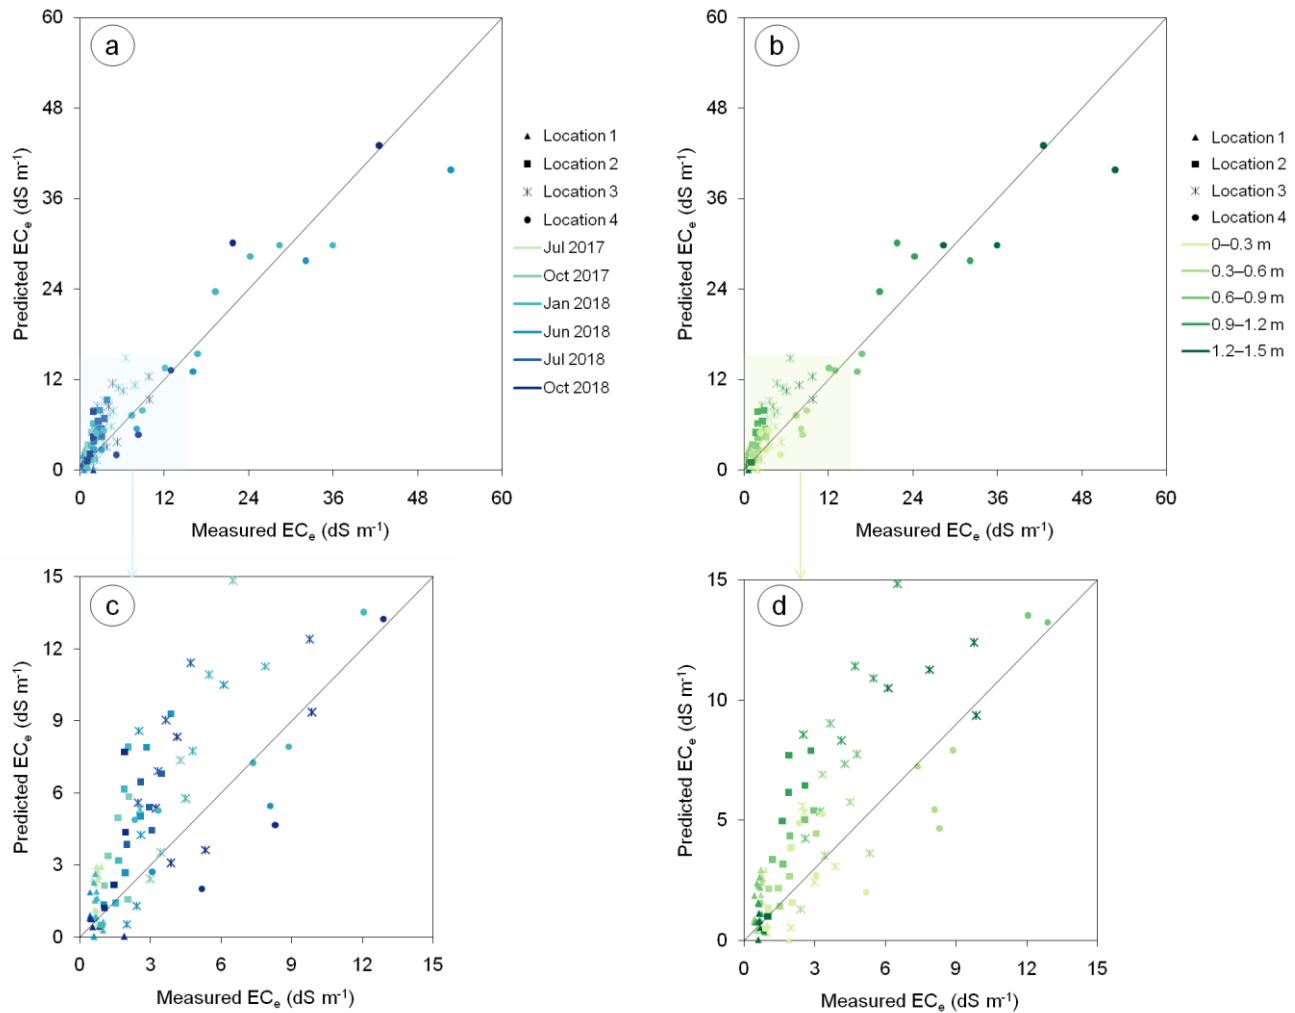 a
60
48
36
24
12
0
0 12 24 36 48 60
Predicted ECe (dS m-1)
Measured ECe (dS m-1)
Location 1
Location 2
Location 3
Location 4
Jul 2017
Oct 2017
Jan 2018
Jun 2018
Jul 2018
Oct 2018
b
60
48
36
24
12
0
0 12 24 36 48 60
Predicted ECe (dS m-1)
Measured ECe (dS m-1)
Location 1
Location 2
Location 3
Location 4
0–0.3 m
0.3–0.6 m
0.6–0.9 m
0.9–1.2 m
1.2–1.5 m
c
15
12
9
6
3
0
0 3 6 9 12 15
Predicted ECe (dS m-1)
Measured ECe (dS m-1)
d
15
10
5
0
0 3 6 9 12 15
Predicted ECe (dS m-1)
Measured ECe (dS m-1)